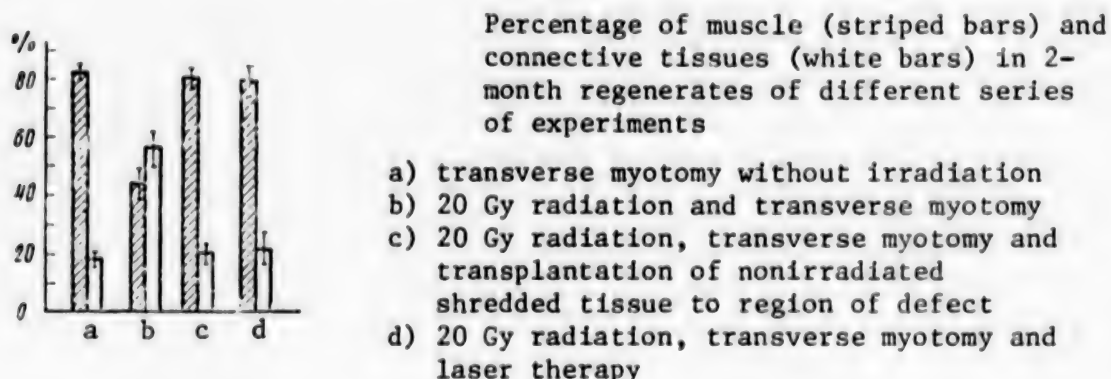 %
80
60
40
20
0
a b c d
Percentage of muscle (striped bars) and
connective tissues (white bars) in 2-
month regenerates of different series
of experiments
a) transverse myotomy without irradiation
b) 20 Gy radiation and transverse myotomy
c) 20 Gy radiation, transverse myotomy and
transplantation of nonirradiated
shredded tissue to region of defect
d) 20 Gy radiation, transverse myotomy and
laser therapy